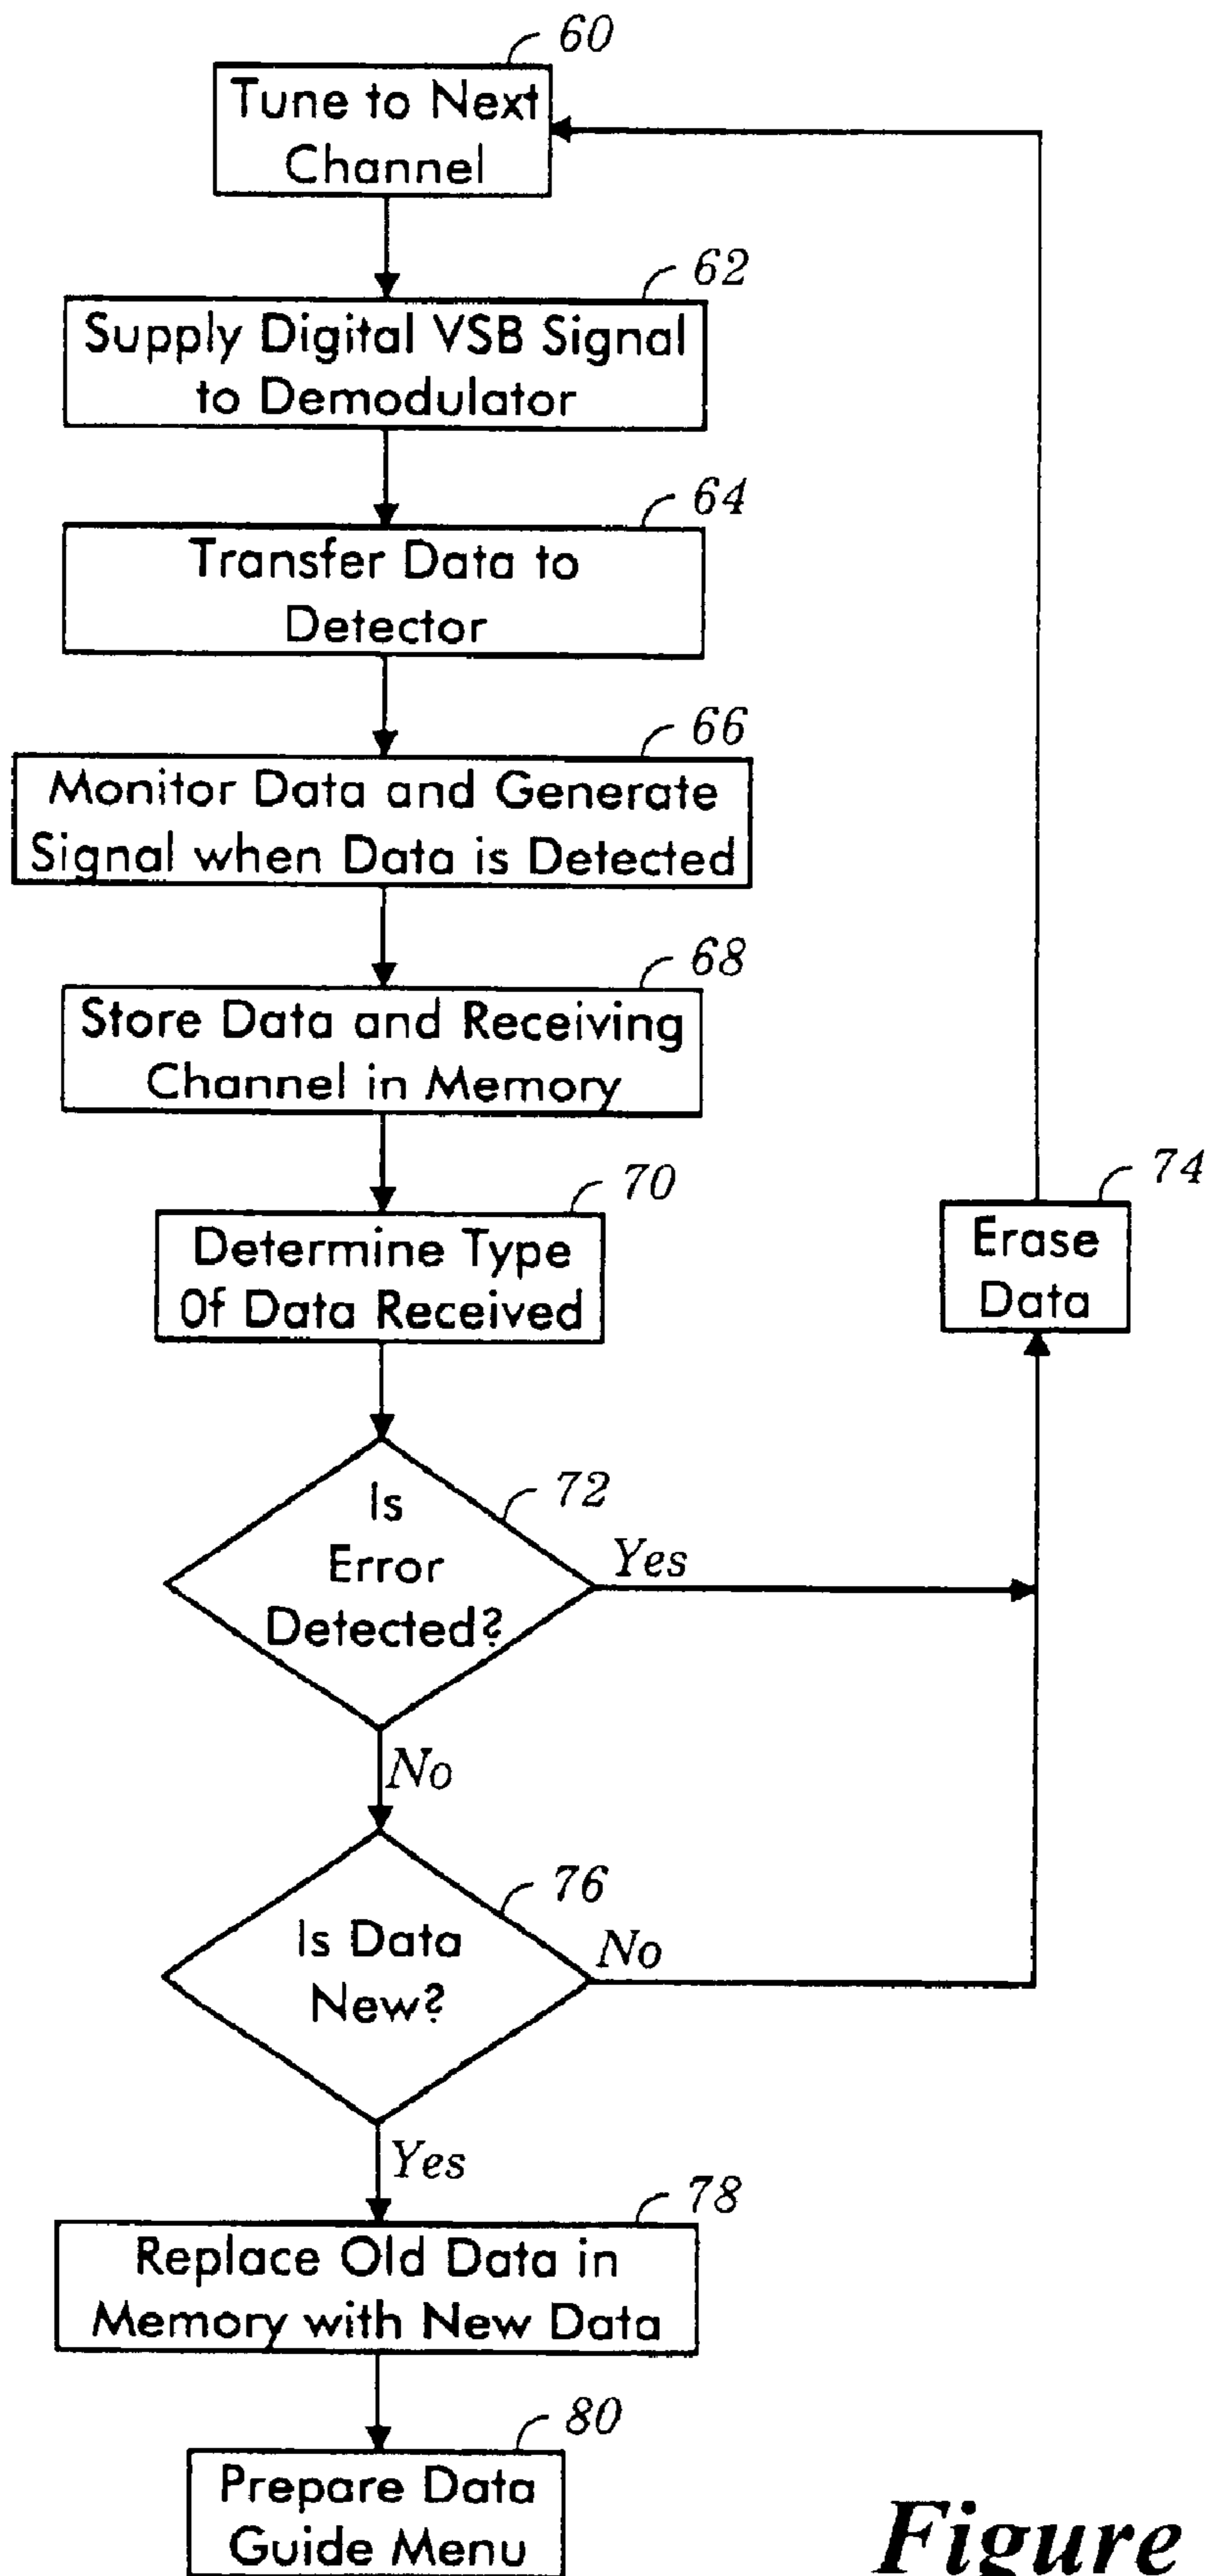 60
Tune to Next
Channel
62
Supply Digital VSB Signal
to Demodulator
64
Transfer Data to
Detector
66
Monitor Data and Generate
Signal when Data is Detected
68
Store Data and Receiving
Channel in Memory
70
Determine Type
Of Data Received
74
Erase
Data
72
Is
Error
Detected?
Yes
No
76
Is Data
New?
No
Yes
78
Replace Old Data in
Memory with New Data
80
Prepare Data
Guide Menu
Figure